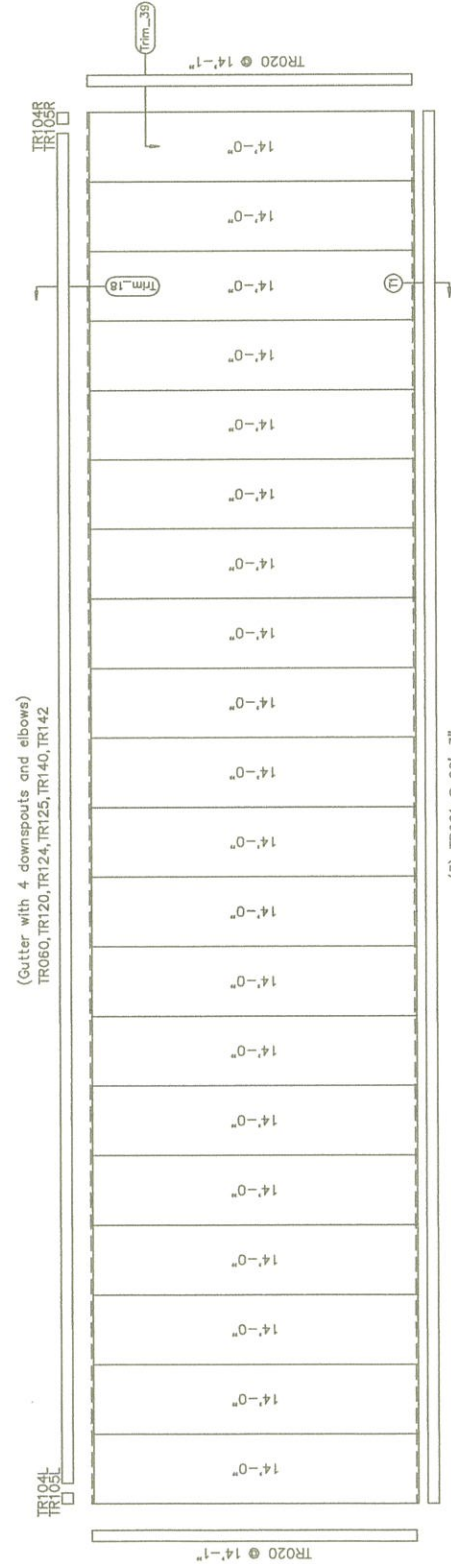 Trim_39
TR020 @ 14'-1"
TR104R
TR105R
14'-0"
14'-0"
14'-0"
Trim_18
T1
14'-0"
14'-0"
14'-0"
14'-0"
14'-0"
14'-0"
14'-0"
(Gutter with 4 downspouts and elbows)
TR060,TR120,TR124,TR125,TR140,TR142
14'-0"
14'-0"
14'-0"
14'-0"
14'-0"
14'-0"
14'-0"
14'-0"
14'-0"
14'-0"
TR104L
TR105L
TR020 @ 14'-1"